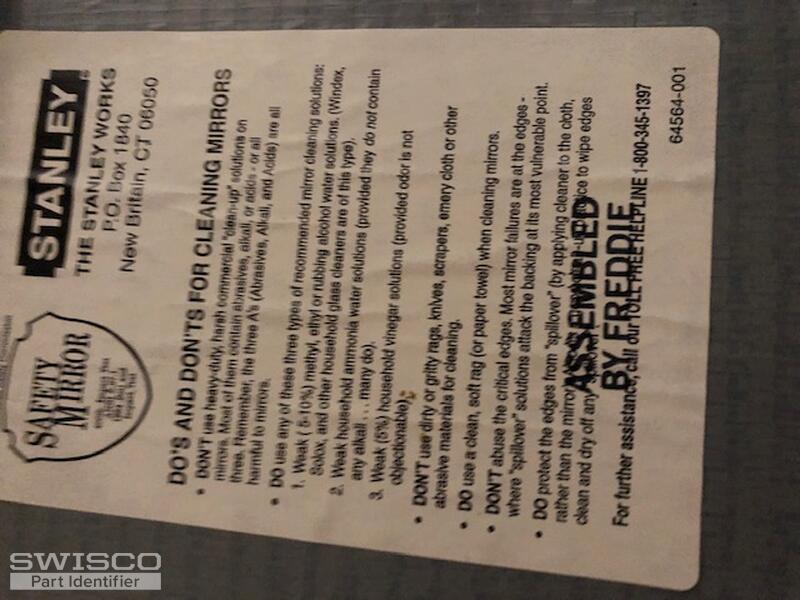 STANLEY®
THE STANLEY WORKS
P.O. Box 1840
New Britain, CT 06050
SAFETY
MIRROR
DO'S AND DON'TS FOR CLEANING MIRRORS
• DON'T use heavy-duty, harsh commercial "clean-up" solutions on
mirrors. Most of them contain abrasives, alkali, or acids - or all
three. Remember, the three A's (Abrasives, Alkali, and Acids) are all
harmful to mirrors.
• DO use any of these three types of recommended mirror cleaning solutions:
1. Weak ( 5-10%) methyl, ethyl or rubbing alcohol water solutions. (Windex,
Solox, and other household glass cleaners are of this type).
2. Weak household ammonia water solutions (provided they do not contain
any alkali. . . many do).
3. Weak (5%) household vinegar solutions (provided odor is not
objectionable).
• DON'T use dirty or gritty rags, knives, scrapers, emery cloth or other
abrasive materials for cleaning.
• DO use a clean, soft rag (or paper towel) when cleaning mirrors.
• DON'T abuse the critical edges. Most mirror failures are at the edges -
where "spillover" solutions attack the backing at its most vulnerable point.
• DO protect the edges from "spillover" (by applying cleaner to the cloth,
rather than the mirror to wipe edges
clean and dry off any "spillover
ASSEMBLED
BY FREDDIE
For further assistance, call our TOLL FREE HELPLINE 1-800-345-1397
64564-001
SWISCO
Part Identifier